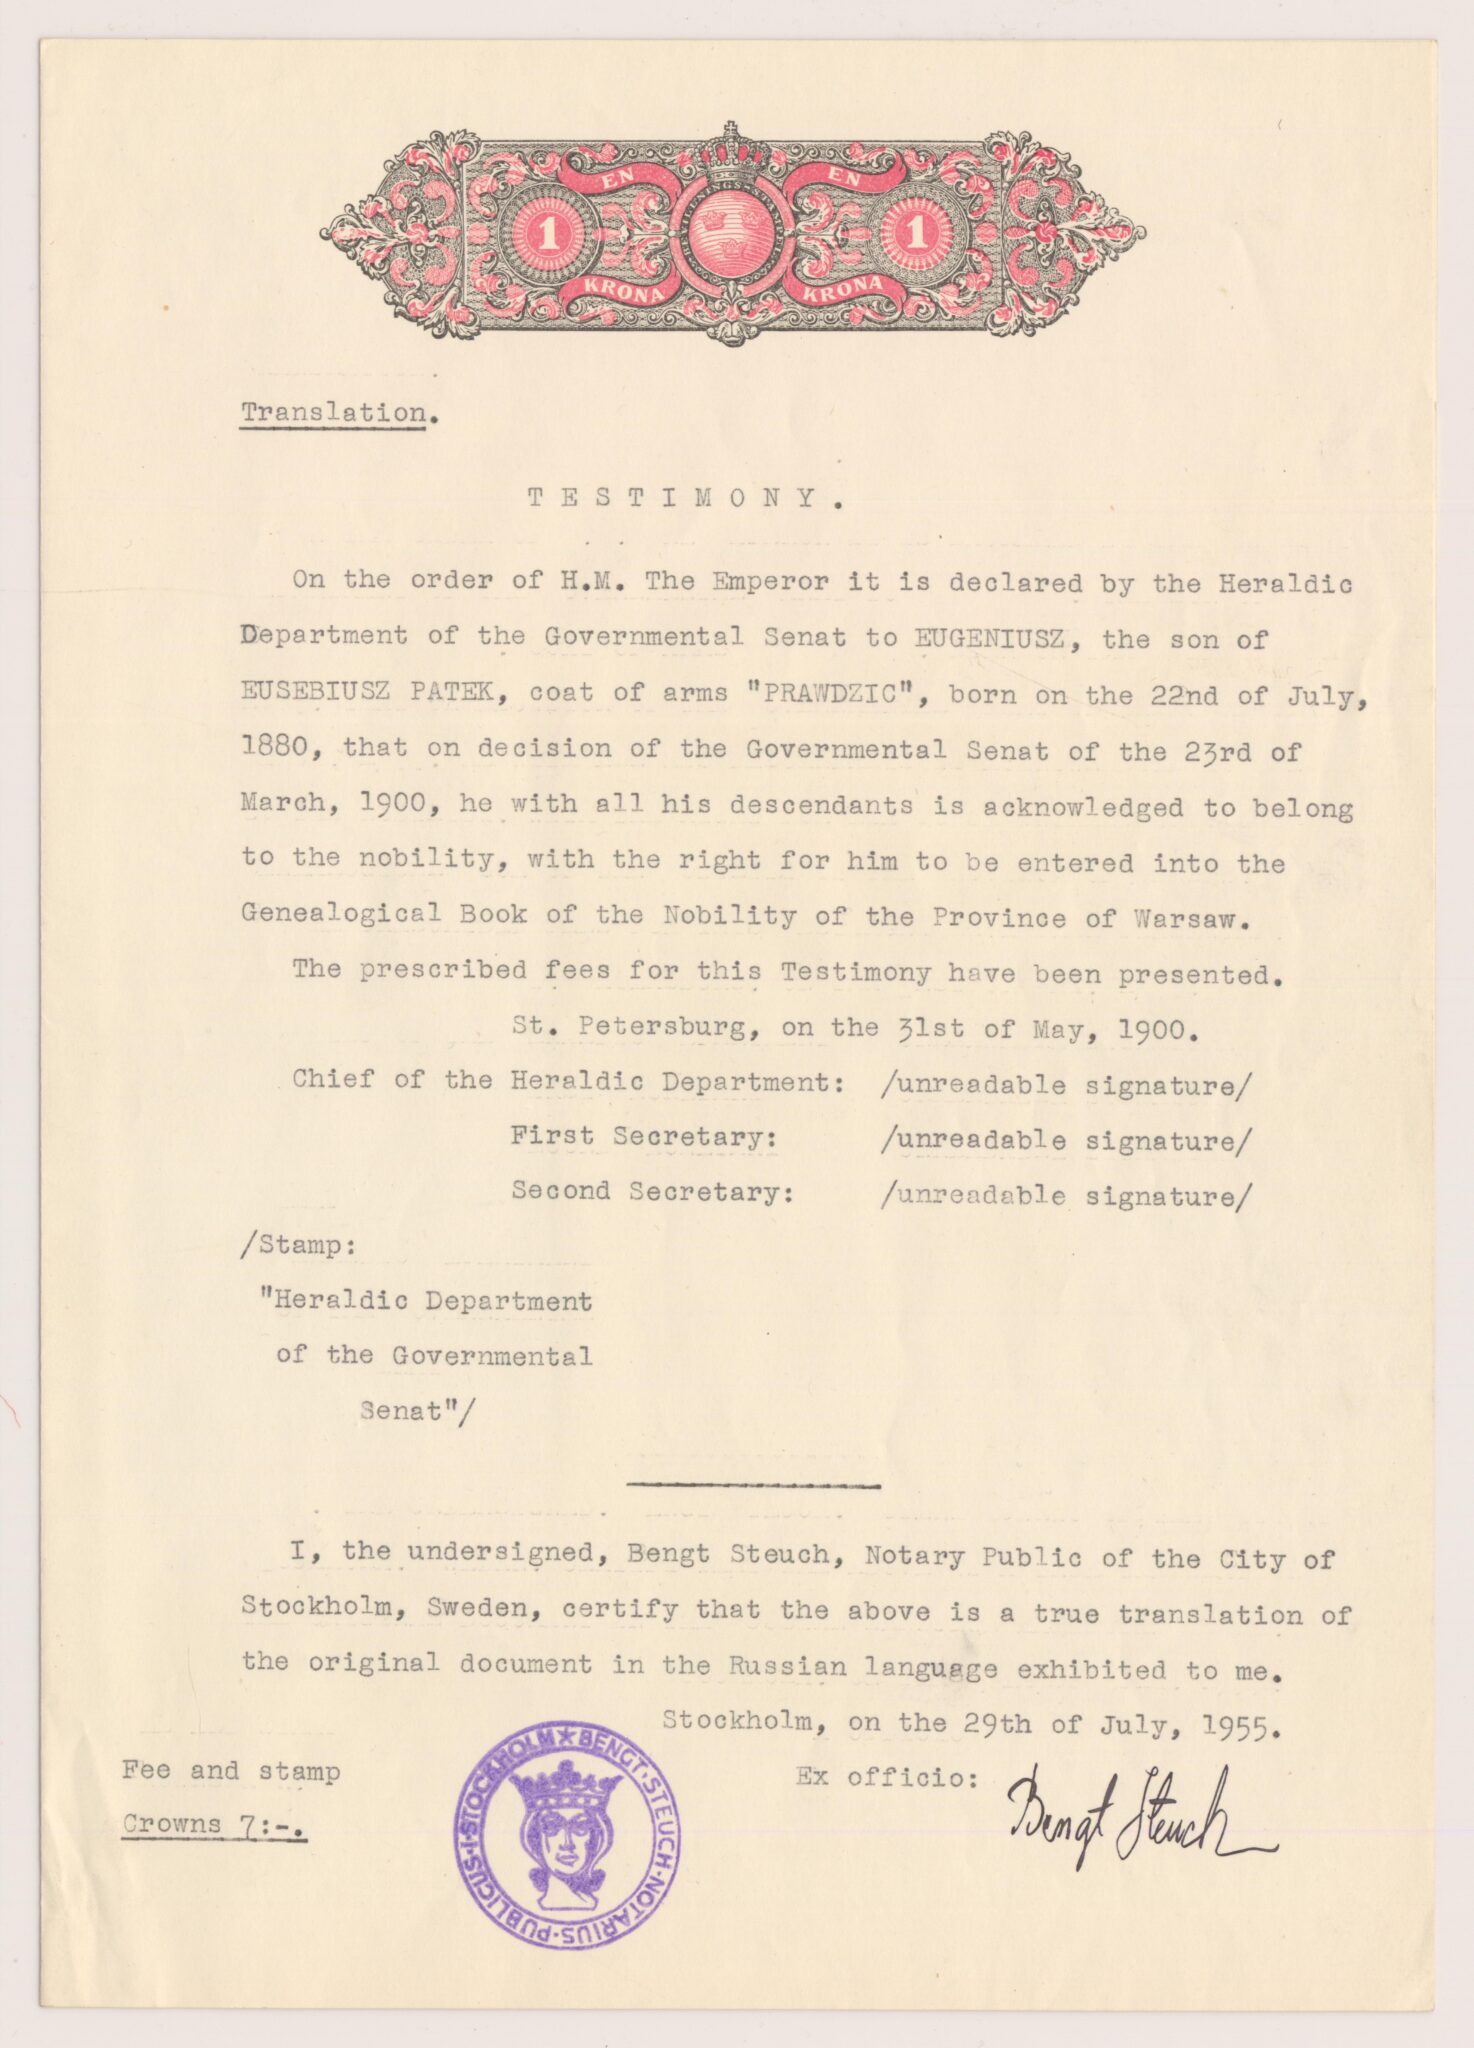 EN EN
BEVILLNINGS-STÄMPEL
1 1
KRONA KRONA
Translation.
TESTIMONY.
On the order of H.M. The Emperor it is declared by the Heraldic
Department of the Governmental Senat to EUGENIUSZ, the son of
EUSEBIUSZ PATEK, coat of arms "PRAWDZIC", born on the 22nd of July,
1880, that on decision of the Governmental Senat of the 23rd of
March, 1900, he with all his descendants is acknowledged to belong
to the nobility, with the right for him to be entered into the
Genealogical Book of the Nobility of the Province of Warsaw.
The prescribed fees for this Testimony have been presented.
St. Petersburg, on the 31st of May, 1900.
Chief of the Heraldic Department: /unreadable signature/
First Secretary: /unreadable signature/
Second Secretary: /unreadable signature/
/Stamp:
"Heraldic Department
of the Governmental
Senat"/
I, the undersigned, Bengt Steuch, Notary Public of the City of
Stockholm, Sweden, certify that the above is a true translation of
the original document in the Russian language exhibited to me.
Stockholm, on the 29th of July, 1955.
Fee and stamp
Crowns 7:-.
Ex officio: Bengt Steuch
BENGT·STEUCH·NOTARIUS·PUBLICUS·I·STOCKHOLM